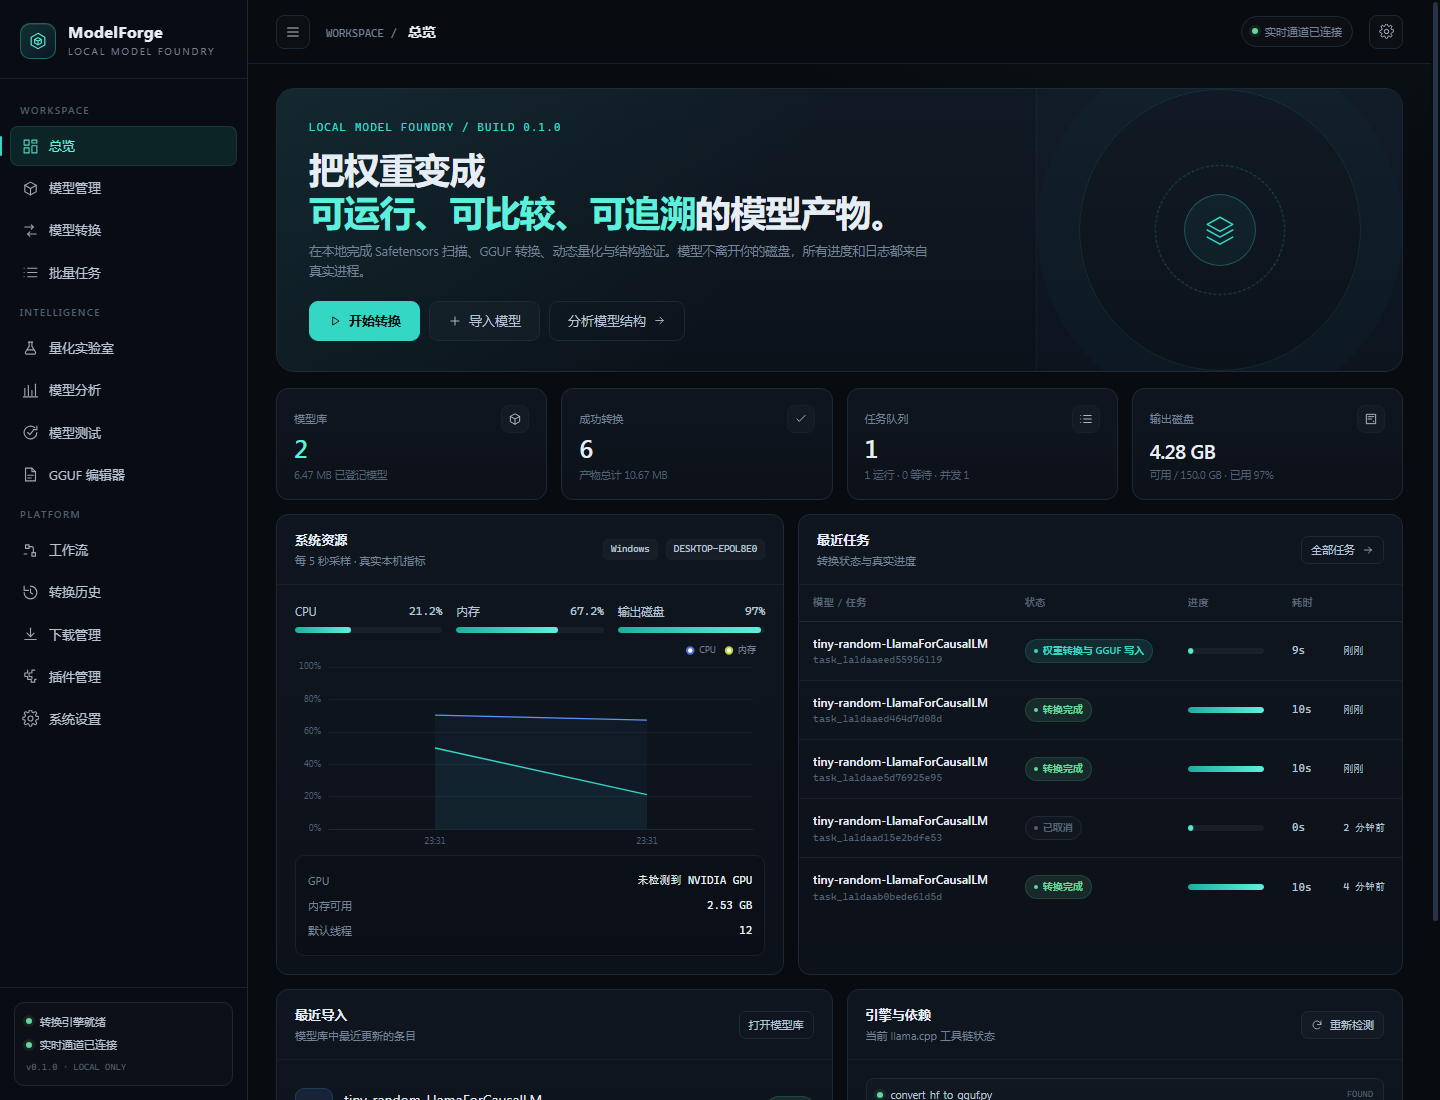 ModelForge
LOCAL MODEL FOUNDRY
WORKSPACE
总览
模型管理
模型转换
批量任务
INTELLIGENCE
量化实验室
模型分析
模型测试
GGUF 编辑器
PLATFORM
工作流
转换历史
下载管理
插件管理
系统设置
转换引擎就绪
实时通道已连接
v0.1.0 · LOCAL ONLY
WORKSPACE / 总览
实时通道已连接
LOCAL MODEL FOUNDRY / BUILD 0.1.0
把权重变成
可运行、可比较、可追溯的模型产物。
在本地完成 Safetensors 扫描、GGUF 转换、动态量化与结构验证。模型不离开你的磁盘，所有进度和日志都来自
真实进程。
开始转换
导入模型
分析模型结构
模型库
2
6.47 MB 已登记模型
成功转换
6
产物总计 10.67 MB
任务队列
1
1 运行 · 0 等待 · 并发 1
输出磁盘
4.28 GB
可用 / 150.0 GB · 已用 97%
系统资源
每 5 秒采样 · 真实本机指标
Windows
DESKTOP-EPOL8E0
CPU 21.2%
内存 67.2%
输出磁盘 97%
CPU 内存
100%
80%
60%
40%
20%
0%
23:31 23:31
GPU 未检测到 NVIDIA GPU
内存可用 2.53 GB
默认线程 12
最近任务
转换状态与真实进度
全部任务
模型 / 任务 状态 进度 耗时
tiny-random-LlamaForCausalLM
task_1a1daaeed55956119
权重转换与 GGUF 写入 9s 刚刚
tiny-random-LlamaForCausalLM
task_1a1daaed464d7d08d
转换完成 10s 刚刚
tiny-random-LlamaForCausalLM
task_1a1daae5d76925e95
转换完成 10s 刚刚
tiny-random-LlamaForCausalLM
task_1a1daad15e2bdfe53
已取消 0s 2 分钟前
tiny-random-LlamaForCausalLM
task_1a1daab0bede61d5d
转换完成 10s 4 分钟前
最近导入
模型库中最近更新的条目
打开模型库
tiny-random-LlamaForCausalLM
引擎与依赖
当前 llama.cpp 工具链状态
重新检测
convert_hf_to_gguf.py FOUND